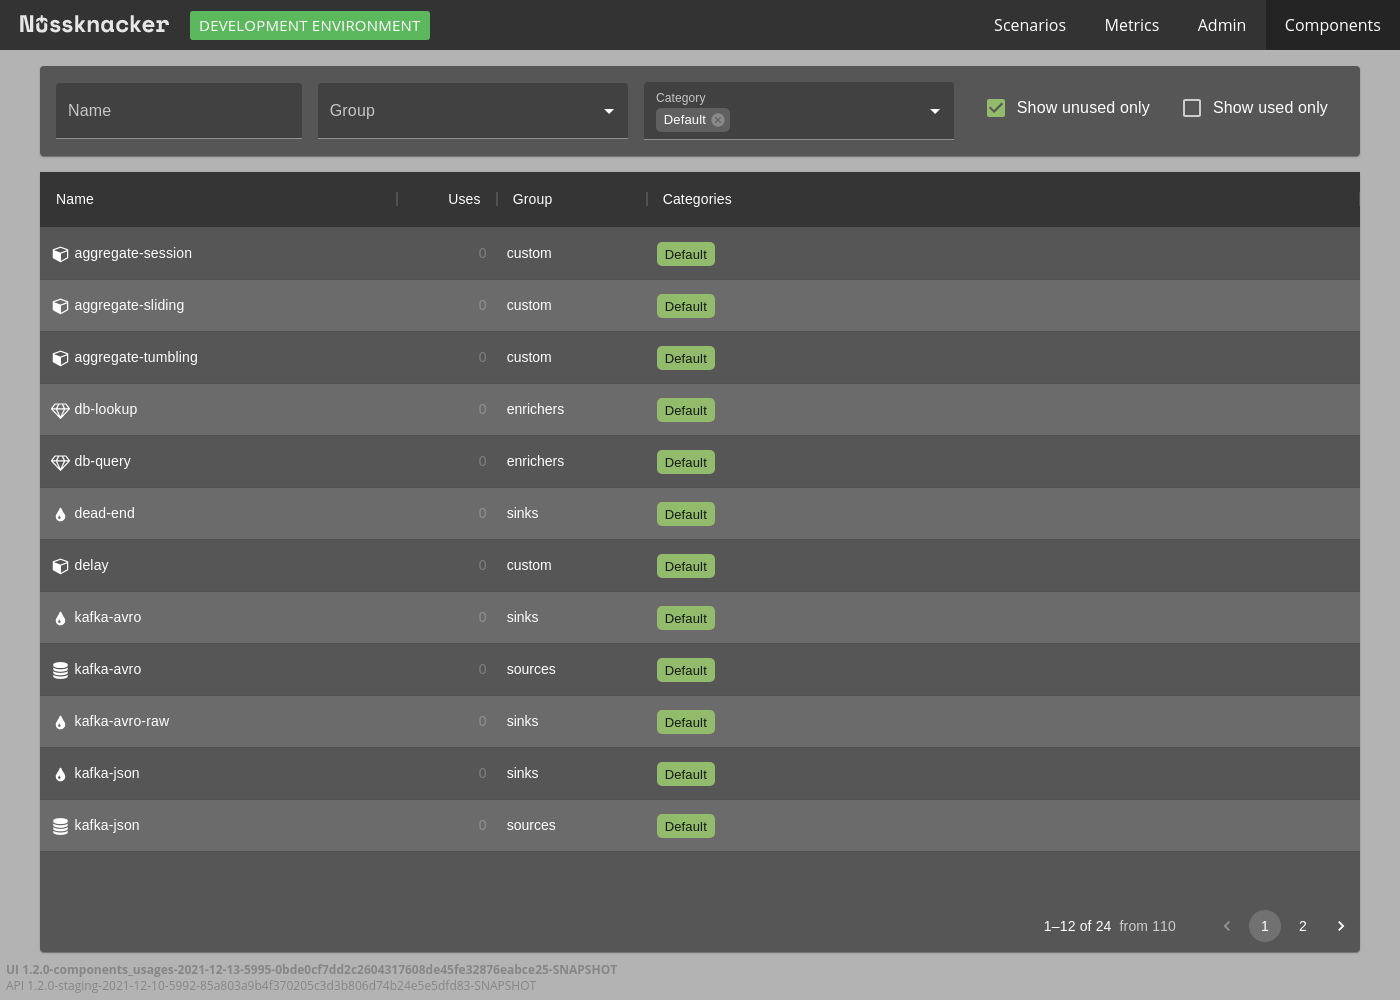 Nussknacker DEVELOPMENT ENVIRONMENT Scenarios Metrics Admin Components
Name Group Category Default Show unused only Show used only
Name Uses Group Categories
aggregate-session 0 custom Default
aggregate-sliding 0 custom Default
aggregate-tumbling 0 custom Default
db-lookup 0 enrichers Default
db-query 0 enrichers Default
dead-end 0 sinks Default
delay 0 custom Default
kafka-avro 0 sinks Default
kafka-avro 0 sources Default
kafka-avro-raw 0 sinks Default
kafka-json 0 sinks Default
kafka-json 0 sources Default
1–12 of 24 from 110 1 2
UI 1.2.0-components_usages-2021-12-13-5995-0bde0cf7dd2c2604317608de45fe32876eabce25-SNAPSHOT
API 1.2.0-staging-2021-12-10-5992-85a803a9b4f370205c3d3b806d74b24e5e5dfd83-SNAPSHOT